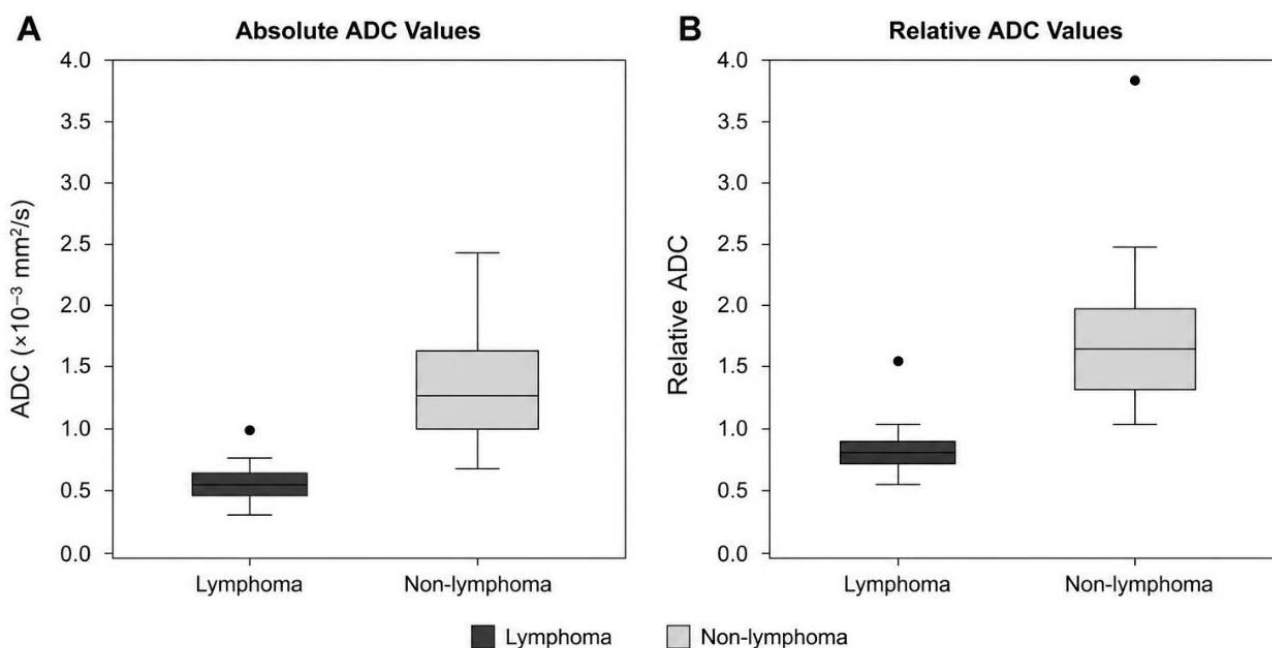 A
Absolute ADC Values
4.0
3.5
3.0
2.5
2.0
1.5
1.0
0.5
0.0
ADC (×10⁻³ mm²/s)
Lymphoma
Non-lymphoma
B
Relative ADC Values
4.0
3.5
3.0
2.5
2.0
1.5
1.0
0.5
0.0
Relative ADC
Lymphoma
Non-lymphoma
Lymphoma
Non-lymphoma